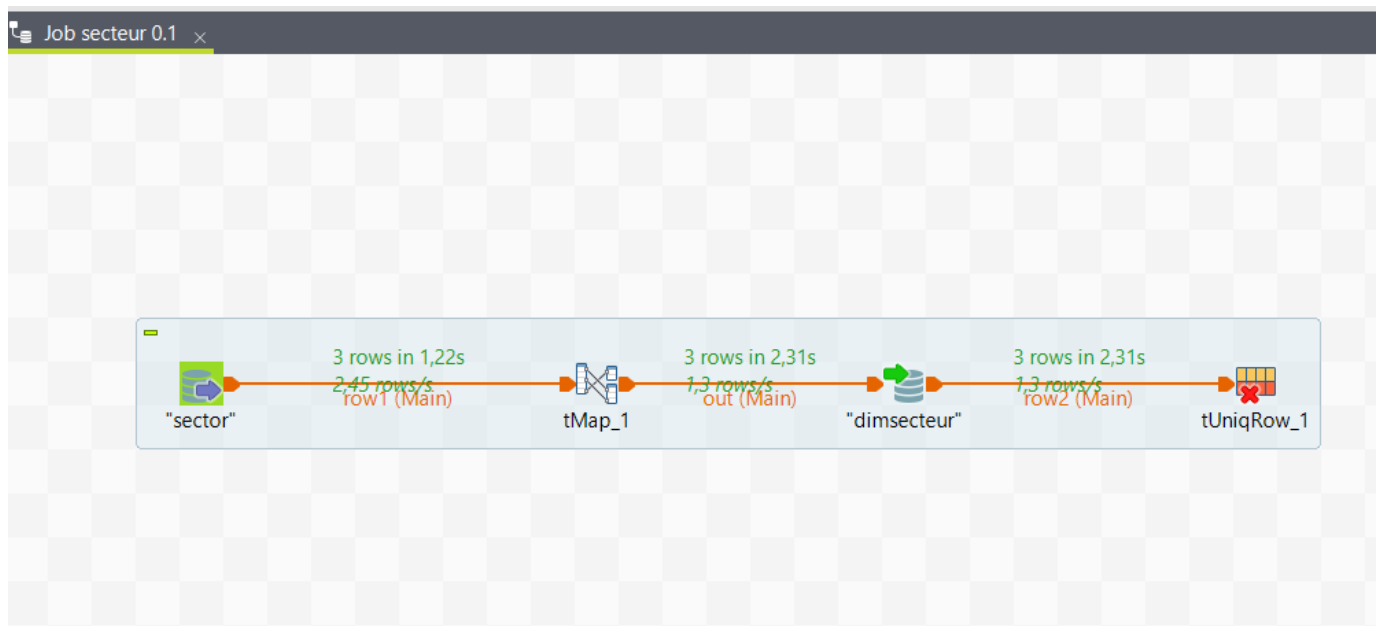 Job secteur 0.1
3 rows in 1,22s
2,45 rows/s
row1 (Main)
3 rows in 2,31s
1,3 rows/s
out (Main)
3 rows in 2,31s
1,3 rows/s
row2 (Main)
"sector"
tMap_1
"dimsecteur"
tUniqRow_1